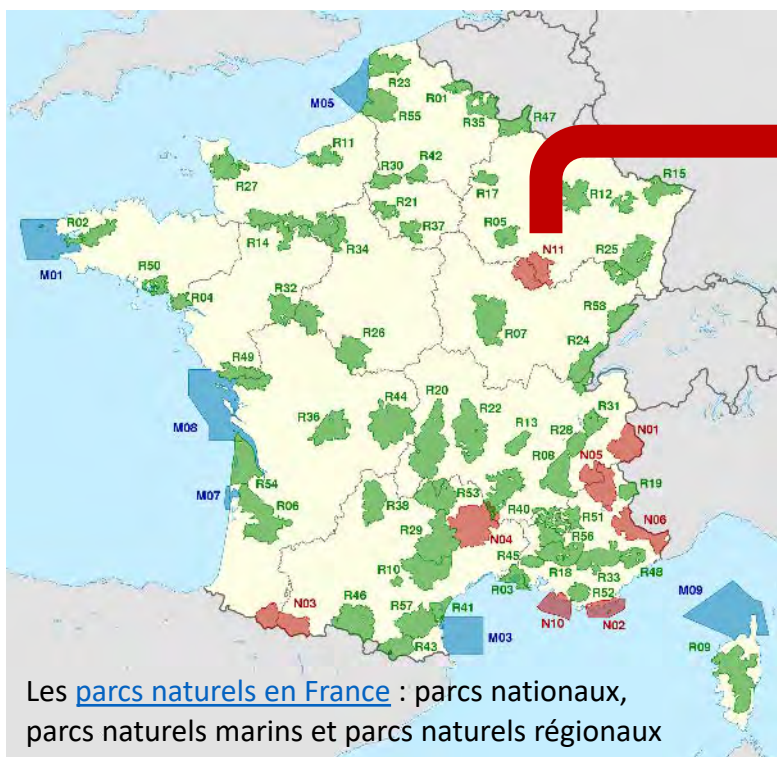 R23
M05
R01
R55
R35
R47
R11
R27
R30
R42
R17
R12
R15
R02
R21
R05
R14
R37
R34
N11
R25
M01
R50
R04
R32
R07
R58
R26
R24
R49
R20
R44
R22
R36
R13
R28
R31
N01
M08
R08
N05
R54
M07
R38
R53
R19
R06
R40
R51
N06
R29
N04
R56
R45
R10
R18
R33
R48
R03
R52
M09
N03
R46
R57
R41
N10
N02
M03
R43
R09
Les parcs naturels en France : parcs nationaux,
parcs naturels marins et parcs naturels régionaux